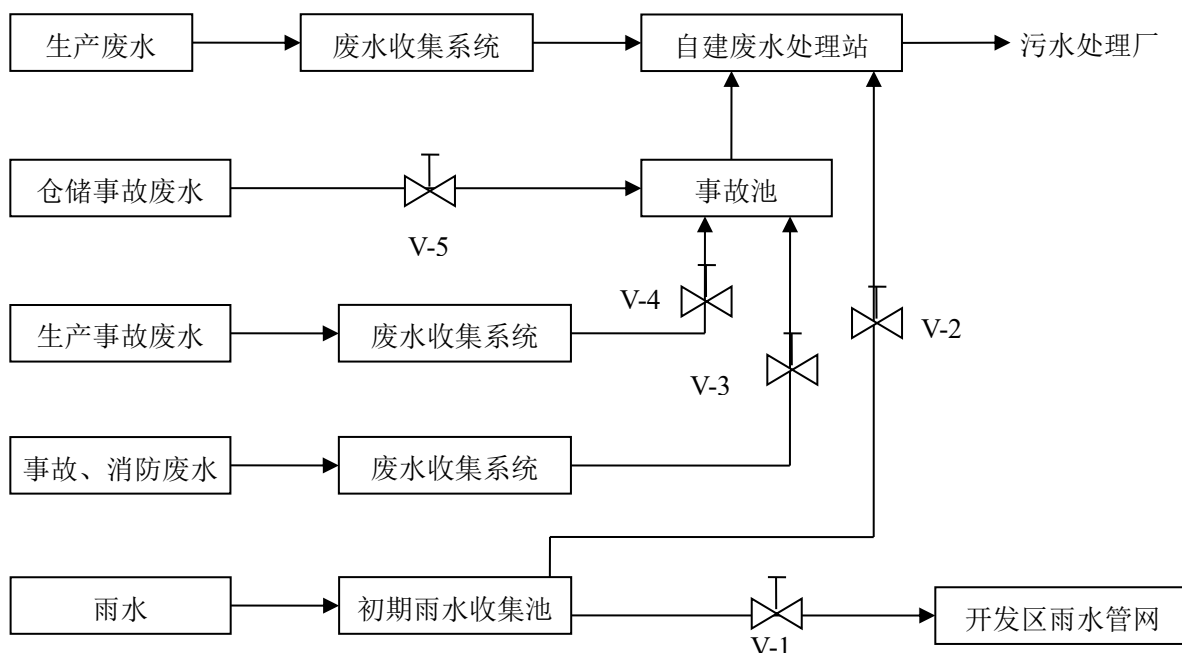 生产废水
废水收集系统
自建废水处理站
污水处理厂
仓储事故废水
V-5
事故池
生产事故废水
废水收集系统
V-4
V-2
V-3
事故、消防废水
废水收集系统
雨水
初期雨水收集池
V-1
开发区雨水管网